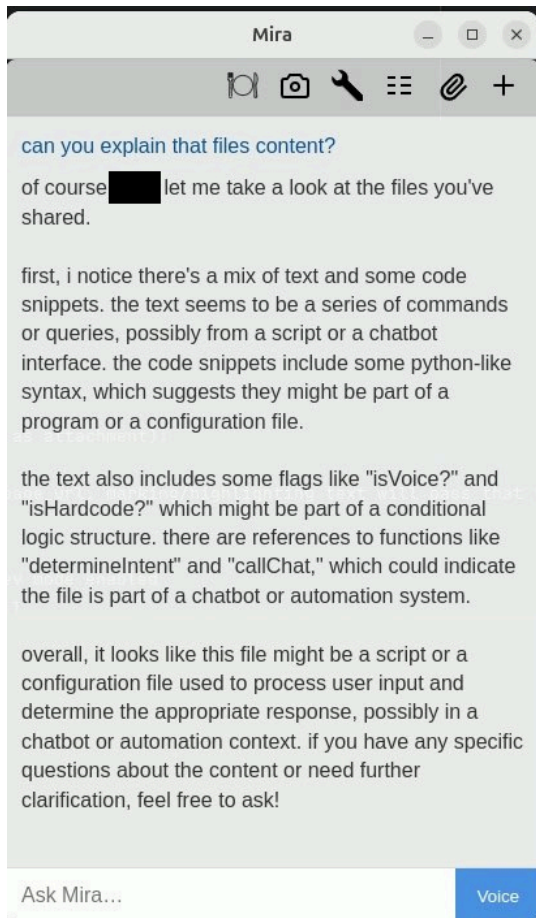 Mira
can you explain that files content?
of course let me take a look at the files you've
shared.
first, i notice there's a mix of text and some code
snippets. the text seems to be a series of commands
or queries, possibly from a script or a chatbot
interface. the code snippets include some python-like
syntax, which suggests they might be part of a
program or a configuration file.
as attachment);
the text also includes some flags like "isVoice?" and
"isHardcode?" which might be part of a conditional
logic structure. there are references to functions like
"determineIntent" and "callChat," which could indicate
the file is part of a chatbot or automation system.
overall, it looks like this file might be a script or a
configuration file used to process user input and
determine the appropriate response, possibly in a
chatbot or automation context. if you have any specific
questions about the content or need further
clarification, feel free to ask!
Ask Mira...
Voice